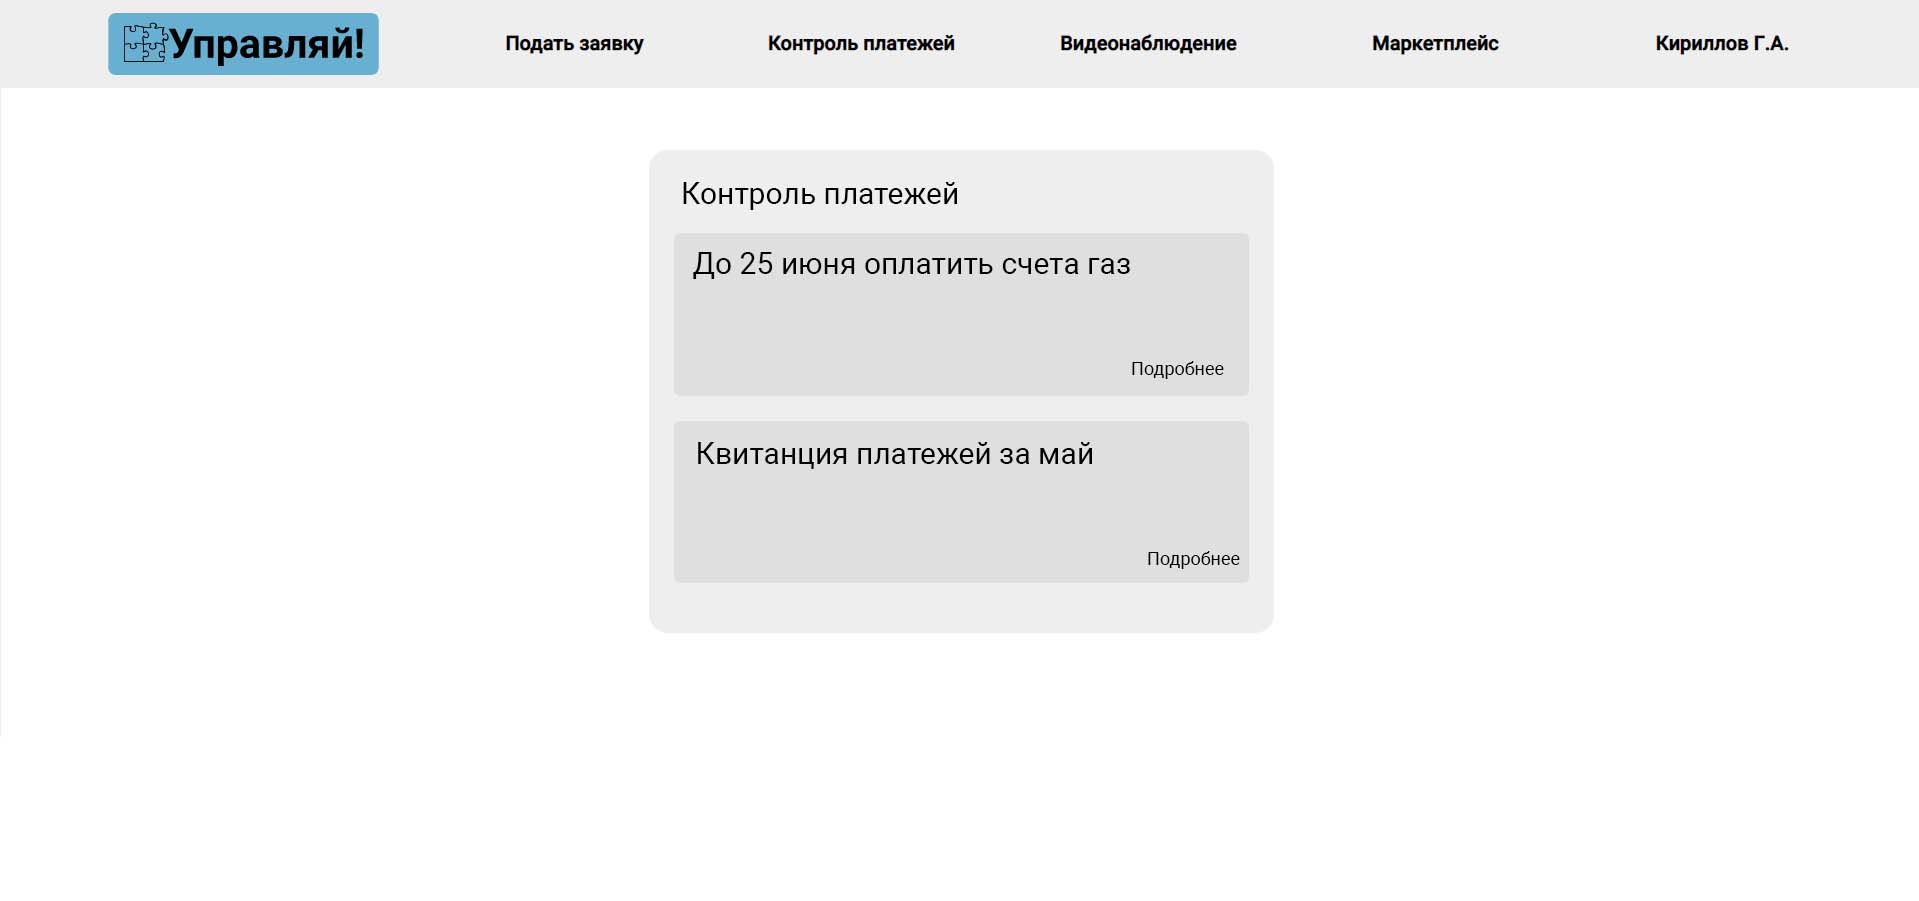 Управляй!
Подать заявку
Контроль платежей
Видеонаблюдение
Маркетплейс
Кириллов Г.А.
Контроль платежей
До 25 июня оплатить счета газ
Подробнее
Квитанция платежей за май
Подробнее